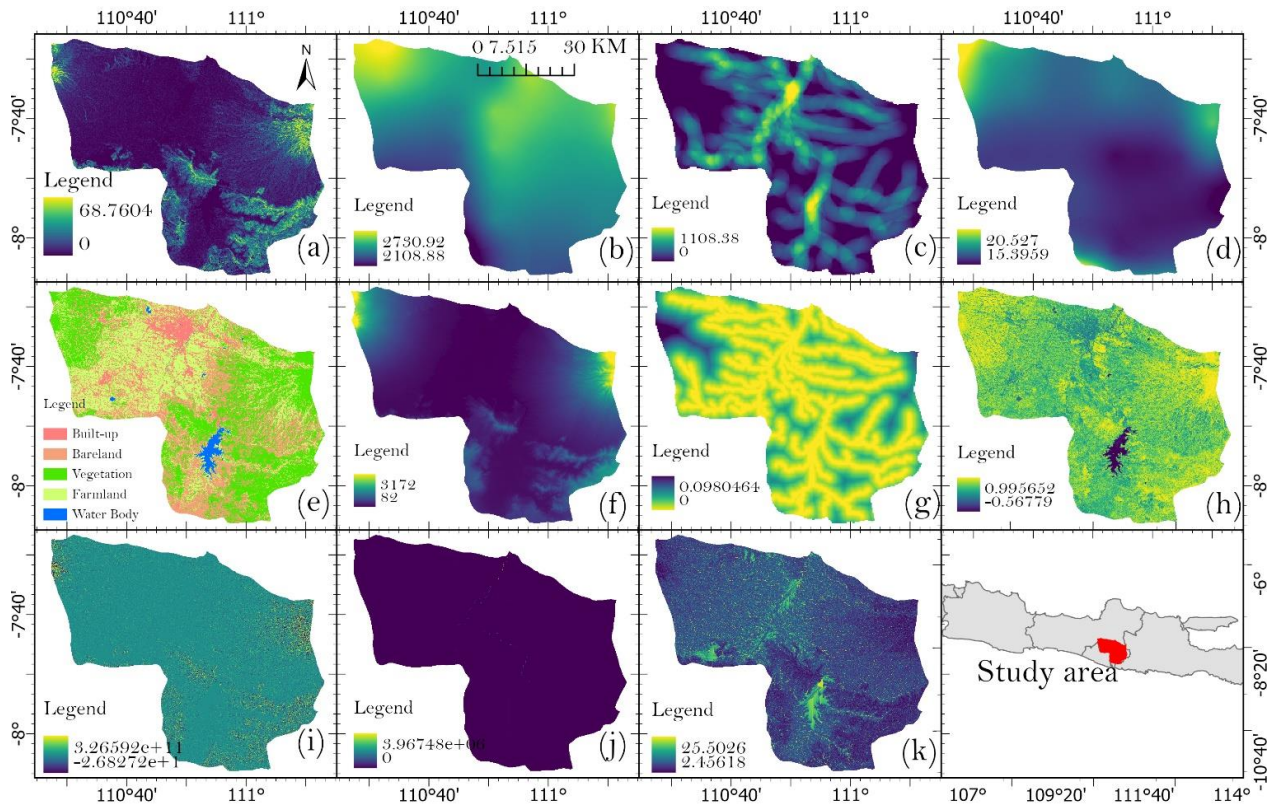 110°40' 111° 110°40' 111° 110°40' 111° 110°40' 111°
N
0 7.515 30 KM
-7°40' -7°40'
-8° -8°
Legend
68.7604
0
(a)
Legend
2730.92
2108.88
(b)
Legend
1108.38
0
(c)
Legend
20.527
15.3959
(d)
-7°40' -7°40'
-8° -8°
Legend
Built-up
Bareland
Vegetation
Farmland
Water Body
(e)
Legend
3172
82
(f)
Legend
0.0980464
0
(g)
Legend
0.995652
-0.56779
(h)
-7°40'
-8°
Legend
3.26592e+11
-2.68272e+1
(i)
Legend
3.96748e+06
0
(j)
Legend
25.5026
2.45618
(k)
Study area
-6°
-8°20'
-10°40'
110°40' 111° 110°40' 111° 110°40' 111° 107° 109°20' 111°40' 114°